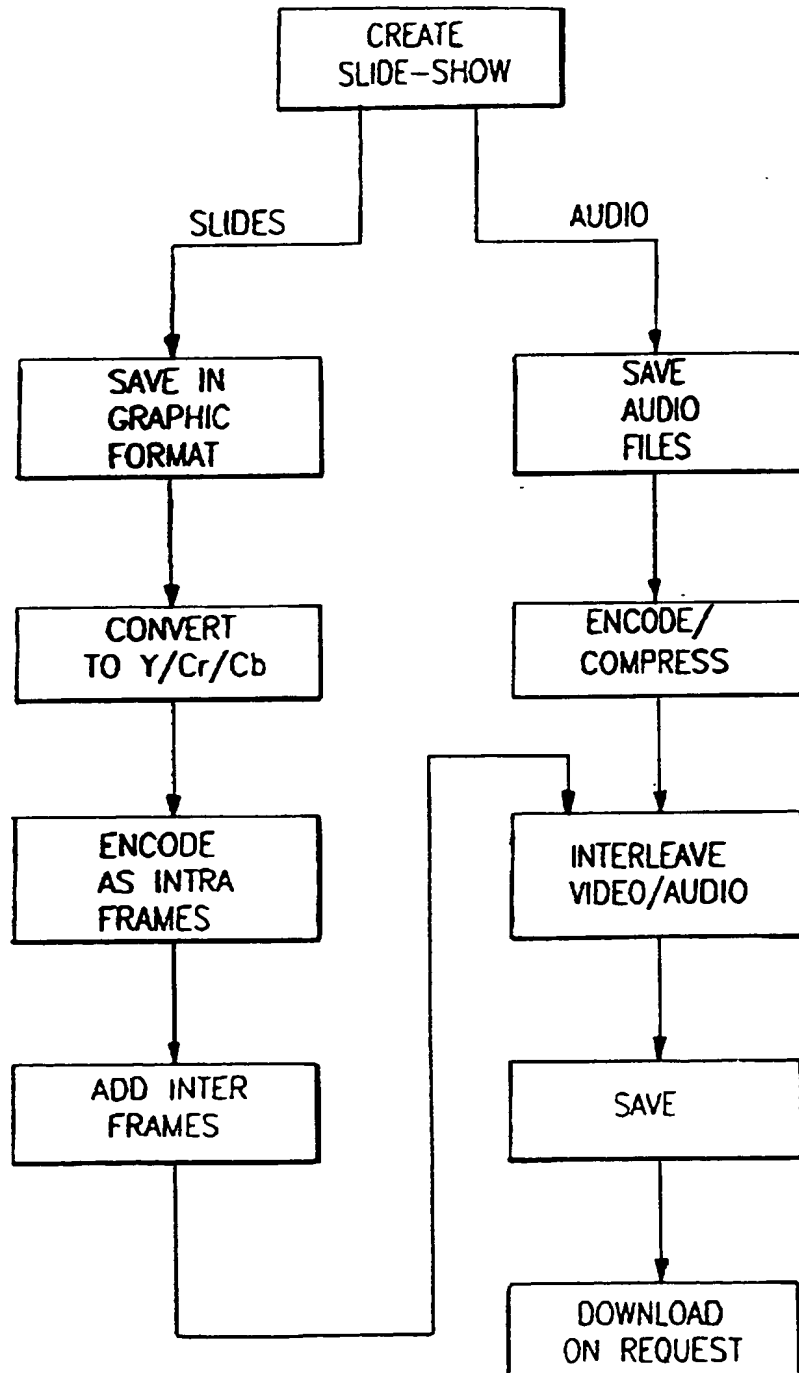 CREATE
SLIDE-SHOW
SLIDES
AUDIO
SAVE IN
GRAPHIC
FORMAT
SAVE
AUDIO
FILES
CONVERT
TO Y/Cr/Cb
ENCODE/
COMPRESS
ENCODE
AS INTRA
FRAMES
INTERLEAVE
VIDEO/AUDIO
ADD INTER
FRAMES
SAVE
DOWNLOAD
ON REQUEST